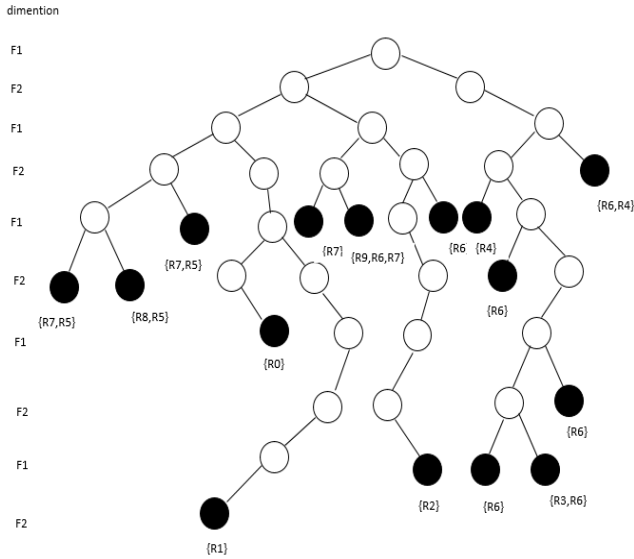 dimention
F1
F2
F1
F2
{R6,R4}
F1
{R7}
{R9,R6,R7}
{R6
{R4}
{R7,R5}
F2
{R6}
{R7,R5}
{R8,R5}
F1
{R0}
F2
{R6}
F1
{R2}
{R6}
{R3,R6}
F2
{R1}